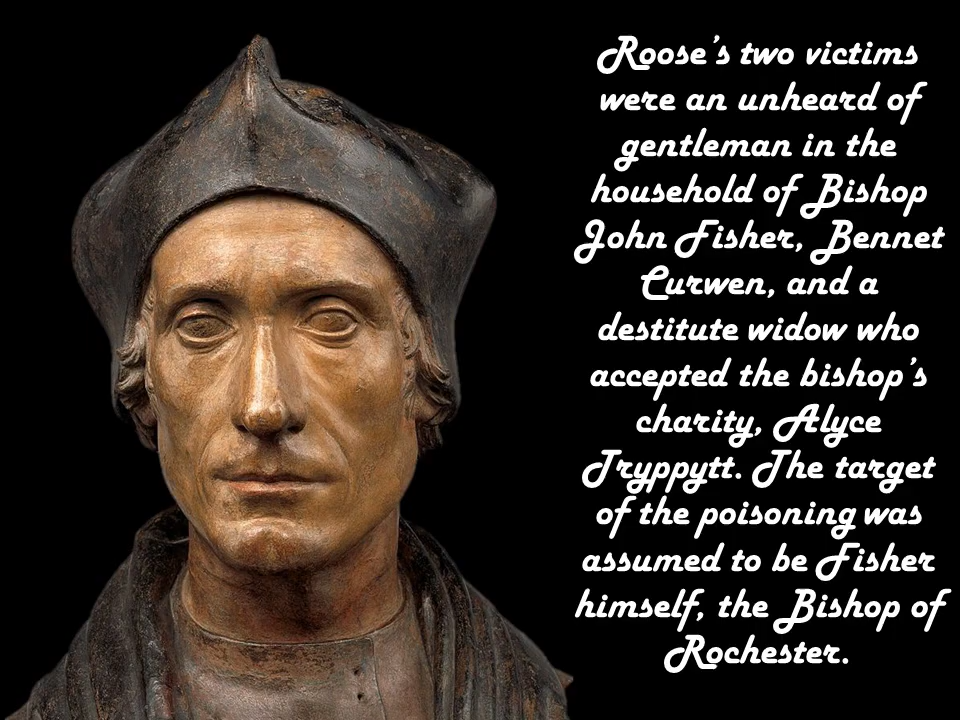 Roose’s two victims
were an unheard of
gentleman in the
household of Bishop
John Fisher, Bennet
Curwen, and a
destitute widow who
accepted the bishop’s
charity, Alyce
Tryppytt. The target
of the poisoning was
assumed to be Fisher
himself, the Bishop of
Rochester.